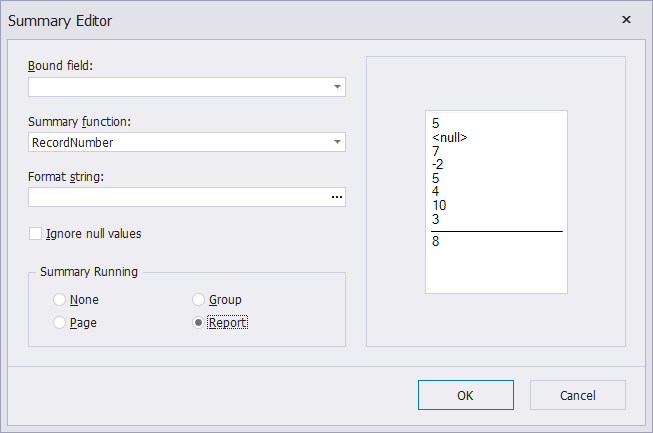 Summary Editor
Bound field:
Summary function:
RecordNumber
Format string:
...
Ignore null values
Summary Running
None
Group
Page
Report
5
<null>
7
-2
5
4
10
3
8
OK
Cancel